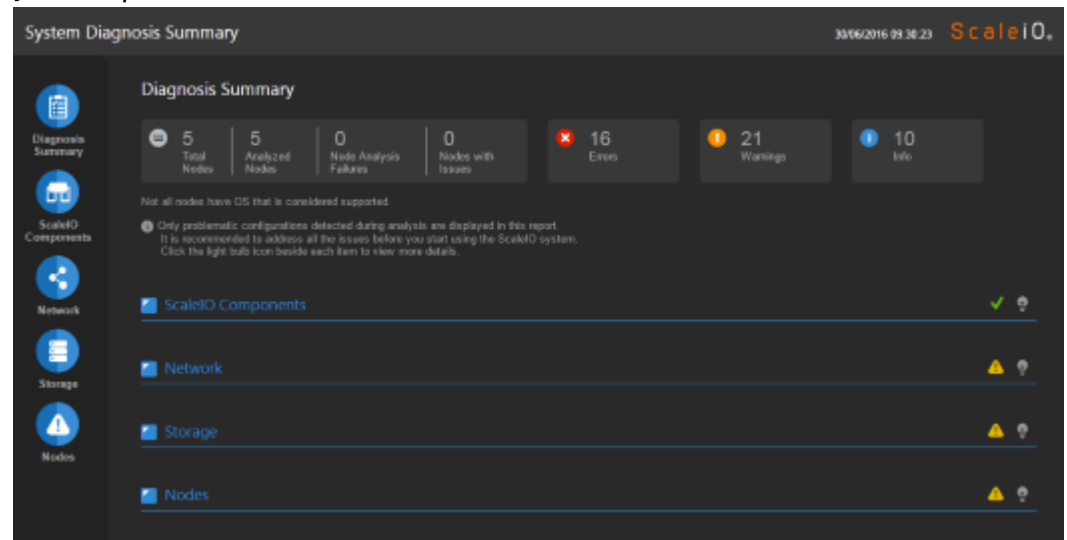 System Diagnosis Summary
30/06/2016 09:30:23 ScaleiO.
Diagnosis Summary
ScaleIO Components
Network
Storage
Nodes
Diagnosis Summary
5 Total Nodes
5 Analyzed Nodes
0 Node Analysis Failures
0 Nodes with Issues
16 Errors
21 Warnings
10 Info
Not all nodes have OS that is considered supported.
Only problematic configurations detected during analysis are displayed in this report.
It is recommended to address all the issues before you start using the ScaleIO system.
Click the light bulb icon beside each item to view more details.
ScaleIO Components
Network
Storage
Nodes